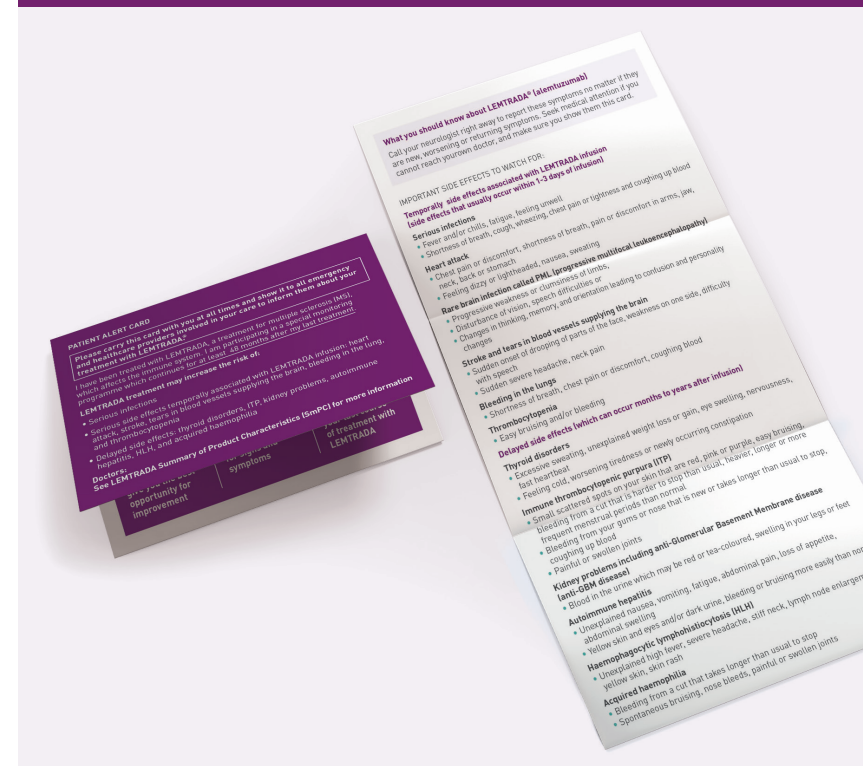 PATIENT ALERT CARD
Please carry this card with you at all times and show it to all emergency
and healthcare providers involved in your care to inform them about your
treatment with LEMTRADA®
I have been treated with LEMTRADA, a treatment for multiple sclerosis (MS),
which affects the immune system. I am participating in a special monitoring
programme which continues for at least 48 months after my last treatment.
LEMTRADA treatment may increase the risk of:
• Serious infections
• Serious side effects temporally associated with LEMTRADA infusion: heart
attack, stroke, tears in blood vessels supplying the brain, bleeding in the lung,
and thrombocytopenia
• Delayed side effects: thyroid disorders, ITP, kidney problems, autoimmune
hepatitis, HLH, and acquired haemophilia
Doctors:
See LEMTRADA Summary of Product Characteristics (SmPC) for more information
opportunity for
improvement
symptoms
of treatment with
LEMTRADA
What you should know about LEMTRADA® (alemtuzumab)
Call your neurologist right away to report these symptoms no matter if they
are new, worsening or returning symptoms. Seek medical attention if you
cannot reach yourown doctor, and make sure you show them this card.
IMPORTANT SIDE EFFECTS TO WATCH FOR:
Temporally side effects associated with LEMTRADA infusion
(side effects that usually occur within 1-3 days of infusion)
Serious infections
• Fever and/or chills, fatigue, feeling unwell
• Shortness of breath, cough, wheezing, chest pain or tightness and coughing up blood
Heart attack
• Chest pain or discomfort, shortness of breath, pain or discomfort in arms, jaw,
neck, back or stomach
• Feeling dizzy or lightheaded, nausea, sweating
Rare brain infection called PML (progressive multifocal leukoencephalopathy)
• Progressive weakness or clumsiness of limbs,
• Disturbance of vision, speech difficulties or
• Changes in thinking, memory, and orientation leading to confusion and personality
changes
Stroke and tears in blood vessels supplying the brain
• Sudden onset of drooping of parts of the face, weakness on one side, difficulty
with speech
• Sudden severe headache, neck pain
Bleeding in the lungs
• Shortness of breath, chest pain or discomfort, coughing blood
Thrombocytopenia
• Easy bruising and/or bleeding
Delayed side effects (which can occur months to years after infusion)
Thyroid disorders
• Excessive sweating, unexplained weight loss or gain, eye swelling, nervousness,
fast heartbeat
• Feeling cold, worsening tiredness or newly occurring constipation
Immune thrombocytopenic purpura (ITP)
• Small scattered spots on your skin that are red, pink or purple, easy bruising,
bleeding from a cut that is harder to stop than usual, heavier, longer or more
frequent menstrual periods than normal
• Bleeding from your gums or nose that is new or takes longer than usual to stop,
coughing up blood
• Painful or swollen joints
Kidney problems including anti-Glomerular Basement Membrane disease
(anti-GBM disease)
• Blood in the urine which may be red or tea-coloured, swelling in your legs or feet
Autoimmune hepatitis
• Unexplained nausea, vomiting, fatigue, abdominal pain, loss of appetite,
abdominal swelling
• Yellow skin and eyes and/or dark urine, bleeding or bruising more easily than
Haemophagocytic lymphohistiocytosis (HLH)
• Unexplained high fever, severe headache, stiff neck, lymph node
yellow skin, skin rash
Acquired haemophilia
• Bleeding from a cut that takes longer than usual to stop
• Spontaneous bruising, nose bleeds, painful or swollen joints